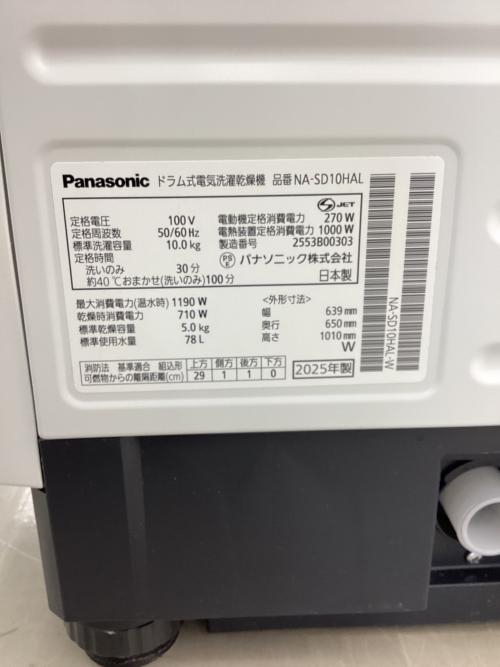 Panasonic ドラム式電気洗濯乾燥機 品番 NA-SD10HAL
JET
定格電圧 100 V
定格周波数 50/60 Hz
標準洗濯容量 10.0 kg
定格時間
洗いのみ 30分
約40℃おまかせ(洗いのみ)100分
電動機定格消費電力 270 W
電熱装置定格消費電力 1000 W
製造番号 2553B00303
PSE パナソニック株式会社
日本製
最大消費電力(温水時) 1190 W
乾燥時消費電力 710 W
標準乾燥容量 5.0 kg
標準使用水量 78 L
<外形寸法>
幅 639 mm
奥行 650 mm
高さ 1010 mm
W
消防法 基準適合 組込形 上方 側方 後方 下方
可燃物からの離隔距離(cm) 29 1 1 0
2025年製
NA-SD10HAL-W